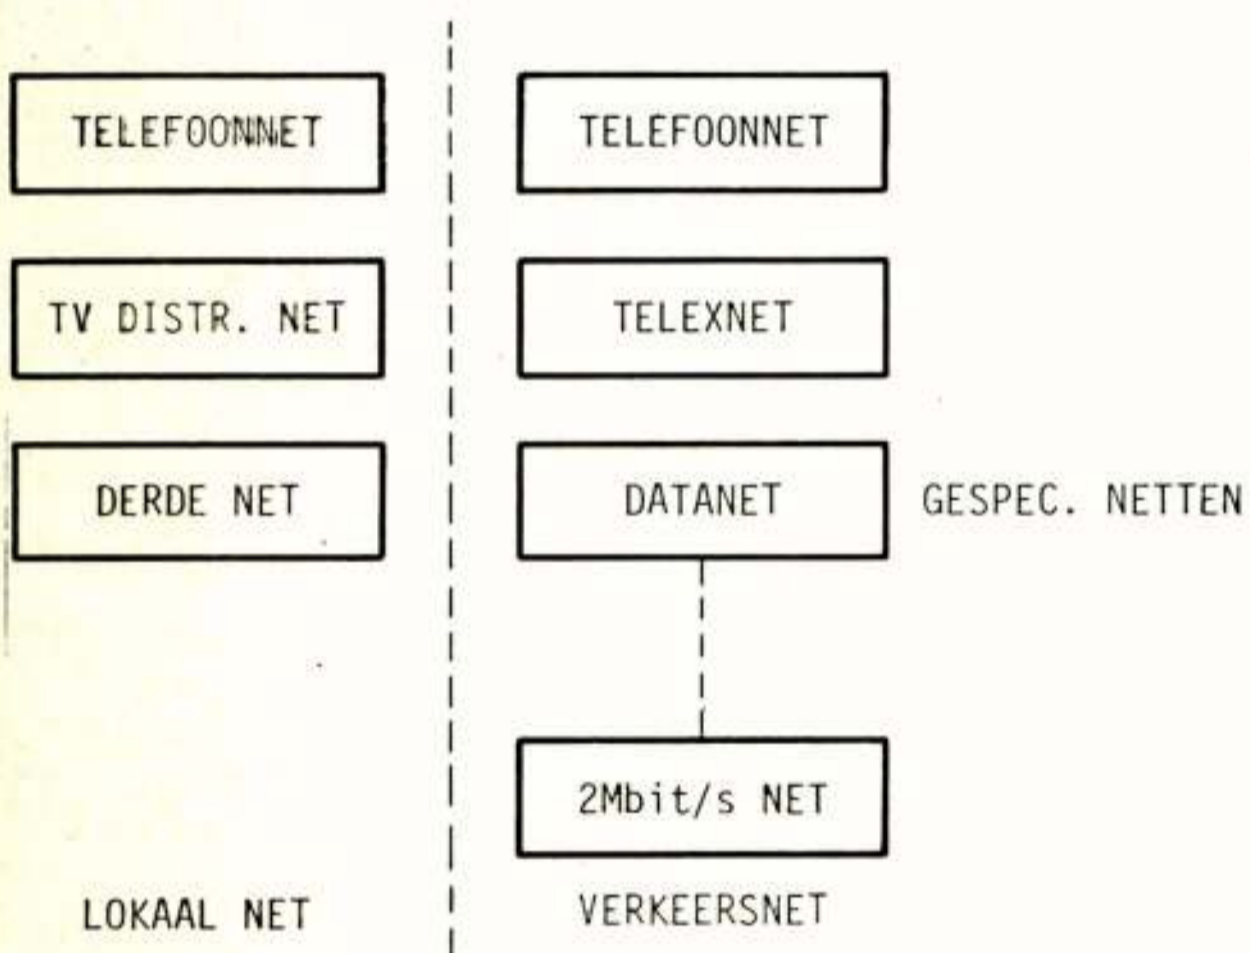 TELEFOONNET
TV DISTR. NET
DERDE NET
LOKAAL NET
TELEFOONNET
TELEXNET
DATANET
GESPEC. NETTEN
2Mbit/s NET
VERKEERSNET